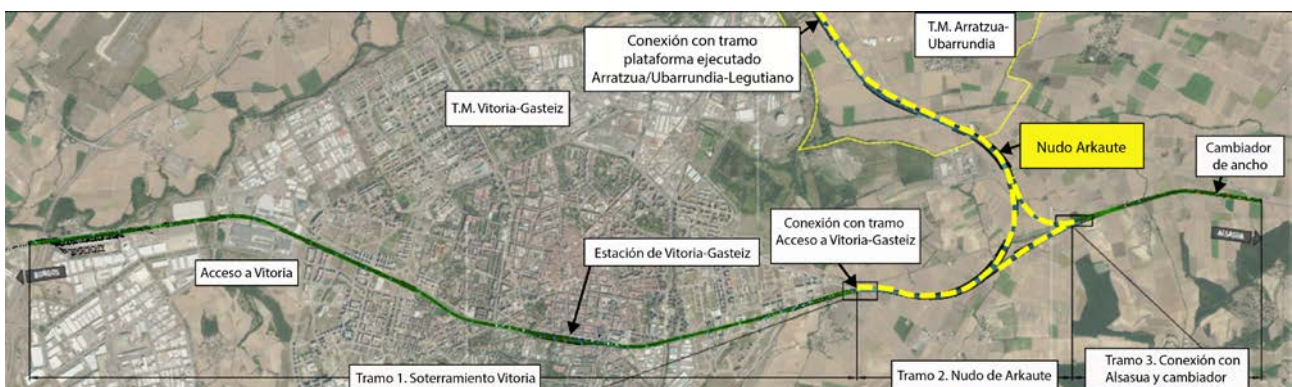 Conexión con tramo
plataforma ejecutado
Arratzua/Ubarrundia-Legutiano
T.M. Arratzua-
Ubarrundia
T.M. Vitoria-Gasteiz
Nudo Arkaute
Cambiador
de ancho
Conexión con tramo
Acceso a Vitoria-Gasteiz
Estación de Vitoria-Gasteiz
Acceso a Vitoria
BURGOS
ALSASUA
Tramo 1. Soterramiento Vitoria
Tramo 2. Nudo de Arkaute
Tramo 3. Conexión con
Alsasua y cambiador